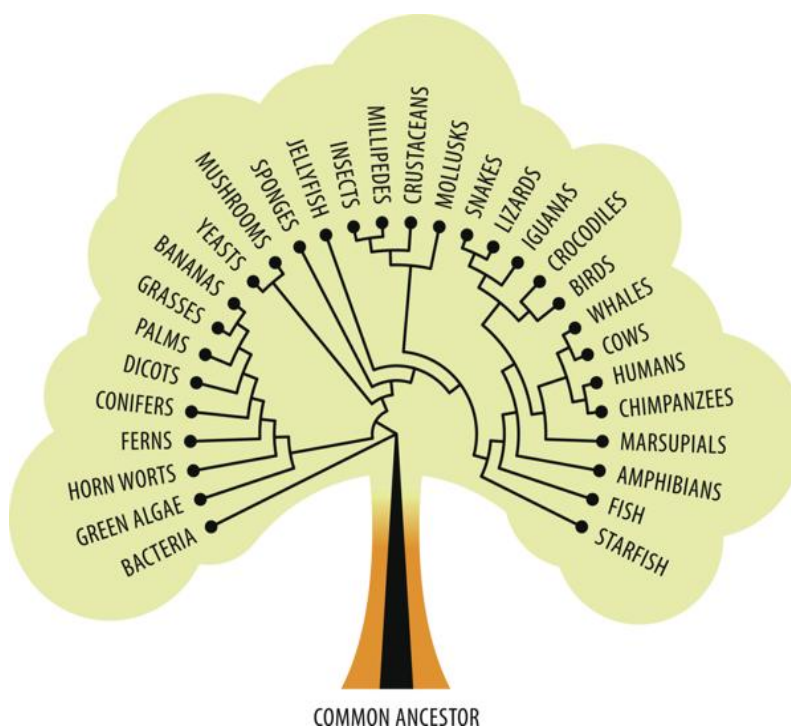 BACTERIA
GREEN ALGAE
HORN WORTS
FERNS
CONIFERS
DICOTS
PALMS
GRASSES
BANANAS
YEASTS
MUSHROOMS
SPONGES
JELLYFISH
INSECTS
MILLIPEDES
CRUSTACEANS
MOLLUSKS
SNAKES
LIZARDS
IGUANAS
CROCODILES
BIRDS
WHALES
COWS
HUMANS
CHIMPANZEES
MARSUPIALS
AMPHIBIANS
FISH
STARFISH
COMMON ANCESTOR